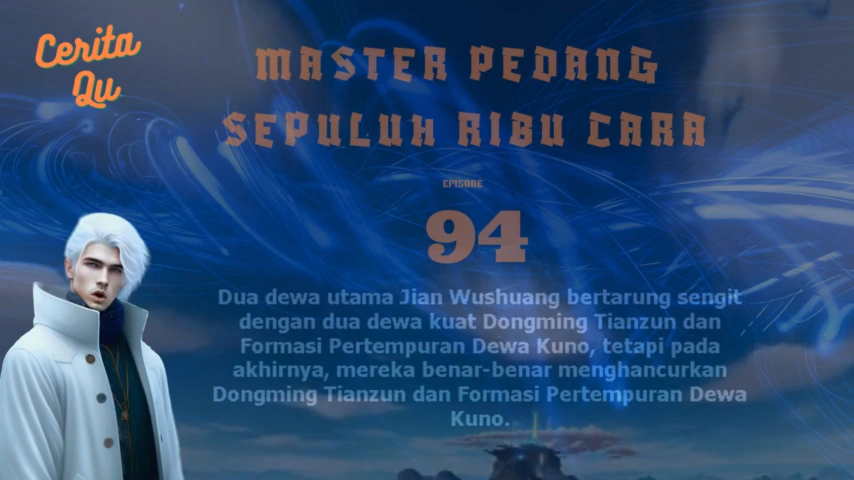 Cerita
Qu
MASTER PEDANG
SEPULUH RIBU CARA
EPISODE
94
Dua dewa utama Jian Wushuang bertarung sengit
dengan dua dewa kuat Dongming Tianzun dan
Formasi Pertempuran Dewa Kuno, tetapi pada
akhirnya, mereka benar-benar menghancurkan
Dongming Tianzun dan Formasi Pertempuran Dewa
Kuno.